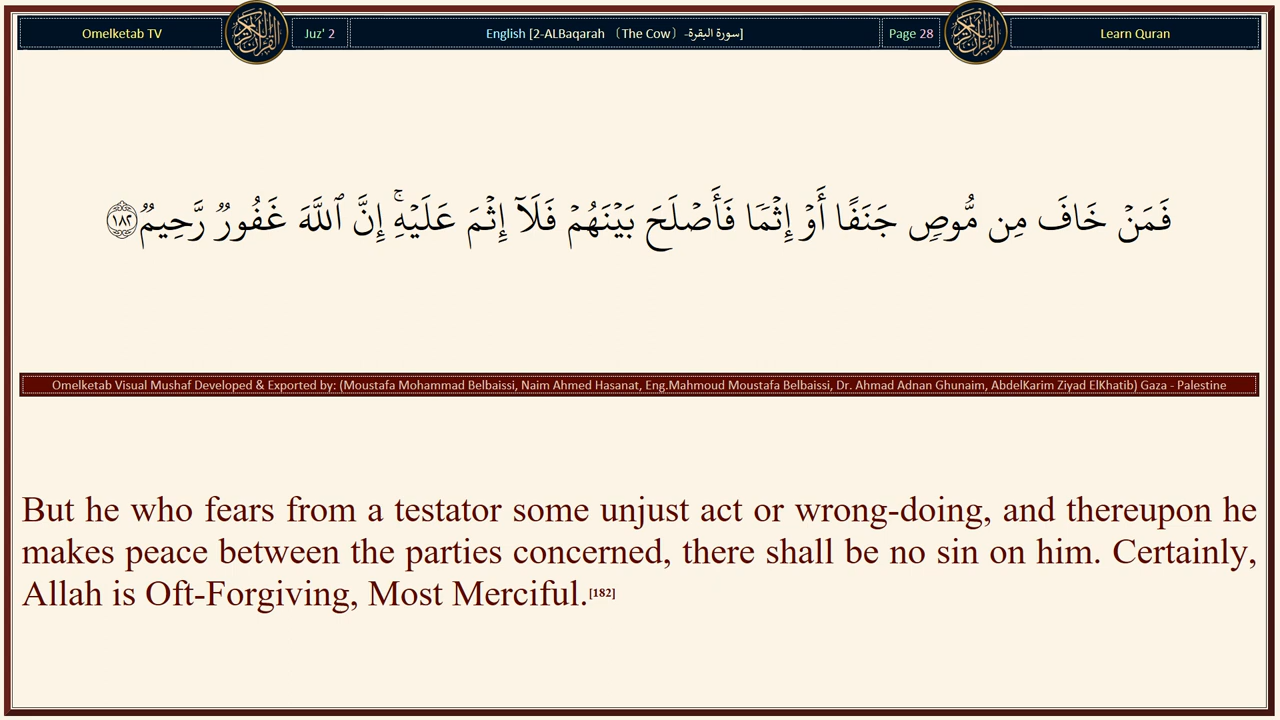 Omelketab TV
Juz' 2
English [2-ALBaqarah （The Cow）-سورة البقرة]
Page 28
Learn Quran
فَمَنۡ خَافَ مِن مُّوصٖ جَنَفًا أَوۡ إِثۡمٗا فَأَصۡلَحَ بَيۡنَهُمۡ فَلَآ إِثۡمَ عَلَيۡهِۚ إِنَّ ٱللَّهَ غَفُورٞ رَّحِيمٞ ١٨٢
Omelketab Visual Mushaf Developed & Exported by: (Moustafa Mohammad Belbaissi, Naim Ahmed Hasanat, Eng.Mahmoud Moustafa Belbaissi, Dr. Ahmad Adnan Ghunaim, AbdelKarim Ziyad ElKhatib) Gaza - Palestine
But he who fears from a testator some unjust act or wrong-doing, and thereupon he
makes peace between the parties concerned, there shall be no sin on him. Certainly,
Allah is Oft-Forgiving, Most Merciful.[182]